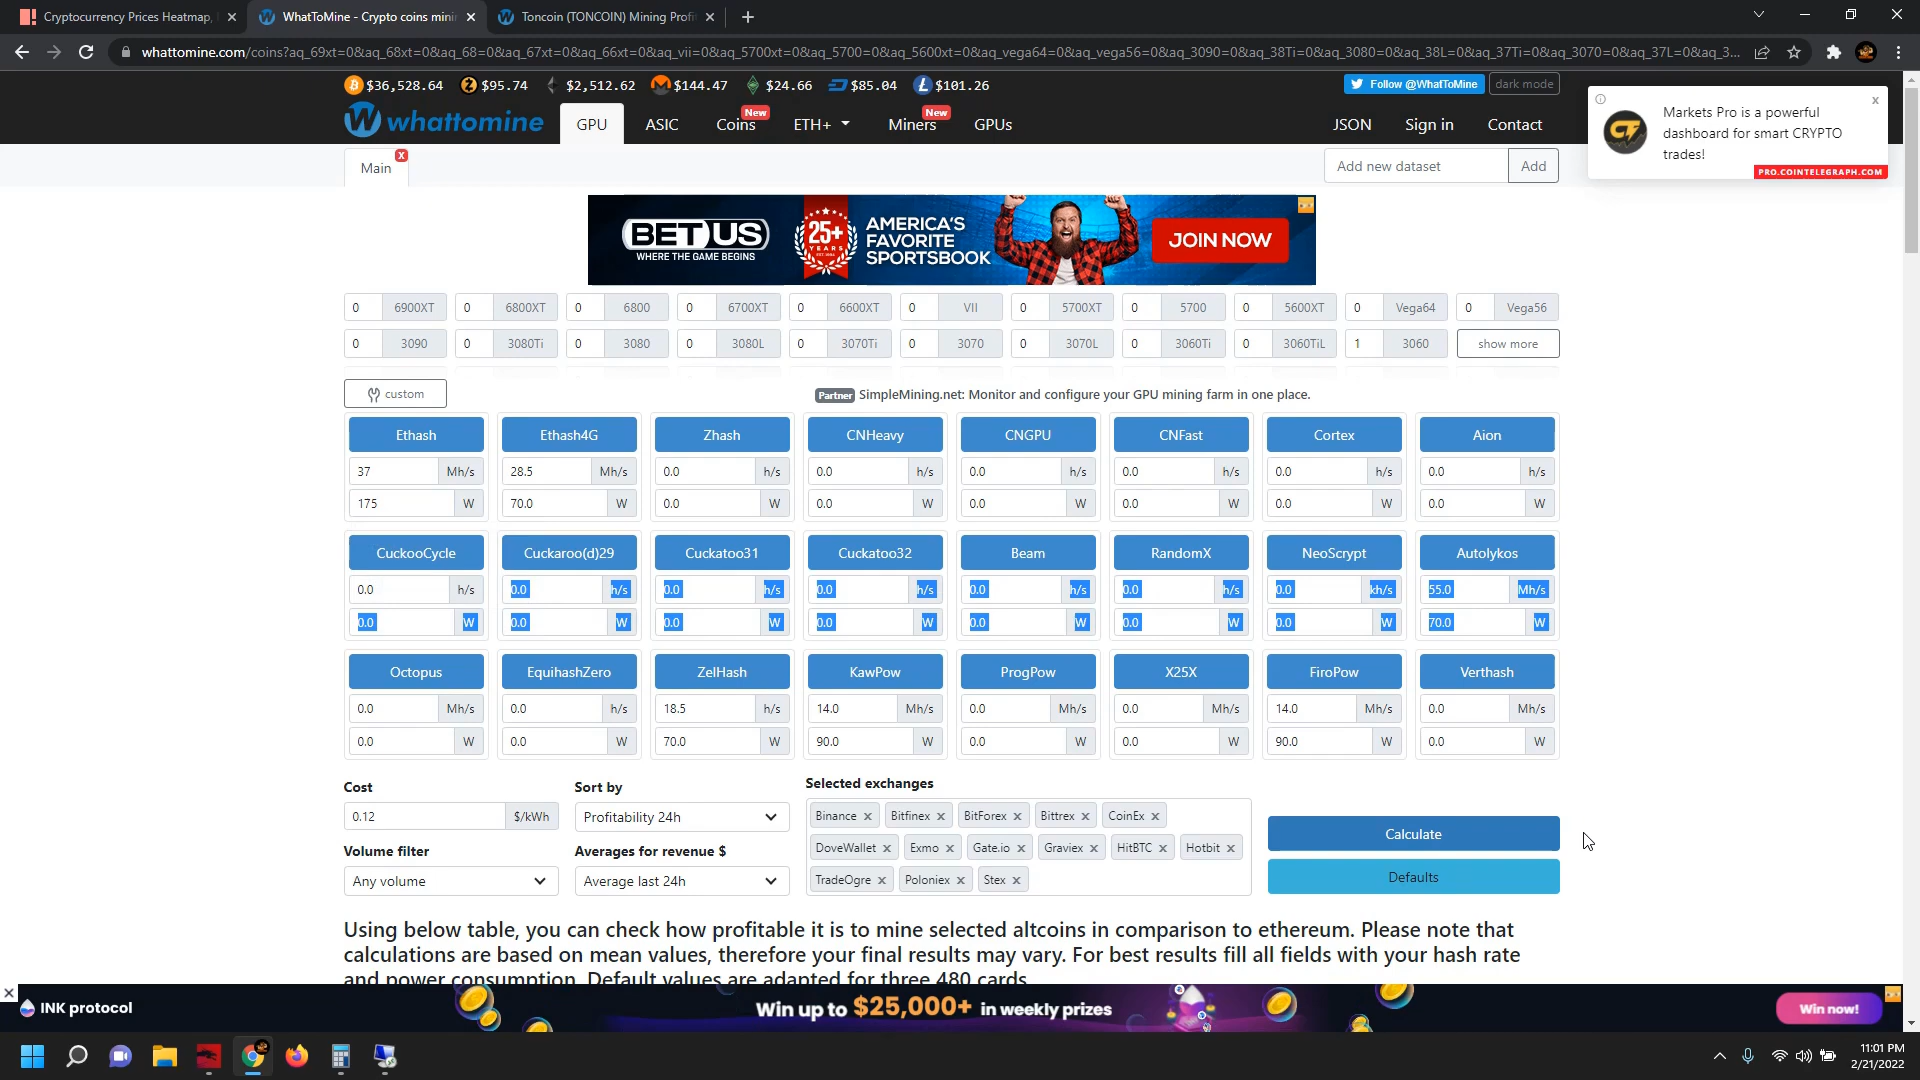 Cryptocurrency Prices Heatmap,
WhatToMine - Crypto coins mini
Toncoin (TONCOIN) Mining Profi
whattomine.com/coins?aq_69xt=0&aq_68xt=0&aq_68=0&aq_67xt=0&aq_66xt=0&aq_vii=0&aq_5700xt=0&aq_5700=0&aq_5600xt=0&aq_vega64=0&aq_vega56=0&aq_3090=0&aq_38Ti=0&aq_3080=0&aq_38L=0&aq_37Ti=0&aq_3070=0&aq_37L=0&aq_3...
$36,528.64 $95.74 $2,512.62 $144.47 $24.66 $85.04 $101.26
Follow @WhatToMine dark mode
whattomine
GPU ASIC Coins New ETH+ Miners New GPUs
JSON Sign in Contact
Markets Pro is a powerful
dashboard for smart CRYPTO
trades!
PRO.COINTELEGRAPH.COM
x
Main x
Add new dataset Add
BETUS
WHERE THE GAME BEGINS
25+
YEARS
AMERICA'S
FAVORITE
SPORTSBOOK
JOIN NOW
0 6900XT 0 6800XT 0 6800 0 6700XT 0 6600XT 0 VII 0 5700XT 0 5700 0 5600XT 0 Vega64 0 Vega56
0 3090 0 3080Ti 0 3080 0 3080L 0 3070Ti 0 3070 0 3070L 0 3060Ti 0 3060TiL 1 3060 show more
custom
Partner SimpleMining.net: Monitor and configure your GPU mining farm in one place.
Ethash Ethash4G Zhash CNHeavy CNGPU CNFast Cortex Aion
37 Mh/s 28.5 Mh/s 0.0 h/s 0.0 h/s 0.0 h/s 0.0 h/s 0.0 h/s 0.0 h/s
175 W 70.0 W 0.0 W 0.0 W 0.0 W 0.0 W 0.0 W 0.0 W
CuckooCycle Cuckaroo(d)29 Cuckatoo31 Cuckatoo32 Beam RandomX NeoScrypt Autolykos
0.0 h/s 0.0 h/s 0.0 h/s 0.0 h/s 0.0 h/s 0.0 h/s 0.0 kh/s 55.0 Mh/s
0.0 W 0.0 W 0.0 W 0.0 W 0.0 W 0.0 W 0.0 W 70.0 W
Octopus EquihashZero ZelHash KawPow ProgPow X25X FiroPow Verthash
0.0 Mh/s 0.0 h/s 18.5 h/s 14.0 Mh/s 0.0 Mh/s 0.0 Mh/s 14.0 Mh/s 0.0 Mh/s
0.0 W 0.0 W 70.0 W 90.0 W 0.0 W 0.0 W 90.0 W 0.0 W
Cost Sort by Selected exchanges
0.12 $/kWh Profitability 24h
Binance x Bitfinex x BitForex x Bittrex x CoinEx x
Calculate
Volume filter Averages for revenue $
DoveWallet x Exmo x Gate.io x Graviex x HitBTC x Hotbit x
Any volume Average last 24h
TradeOgre x Poloniex x Stex x
Defaults
Using below table, you can check how profitable it is to mine selected altcoins in comparison to ethereum. Please note that
calculations are based on mean values, therefore your final results may vary. For best results fill all fields with your hash rate
and power consumption. Default values are adapted for three 480 cards.
INK protocol
Win up to $25,000+ in weekly prizes
Win now!
11:01 PM
2/21/2022